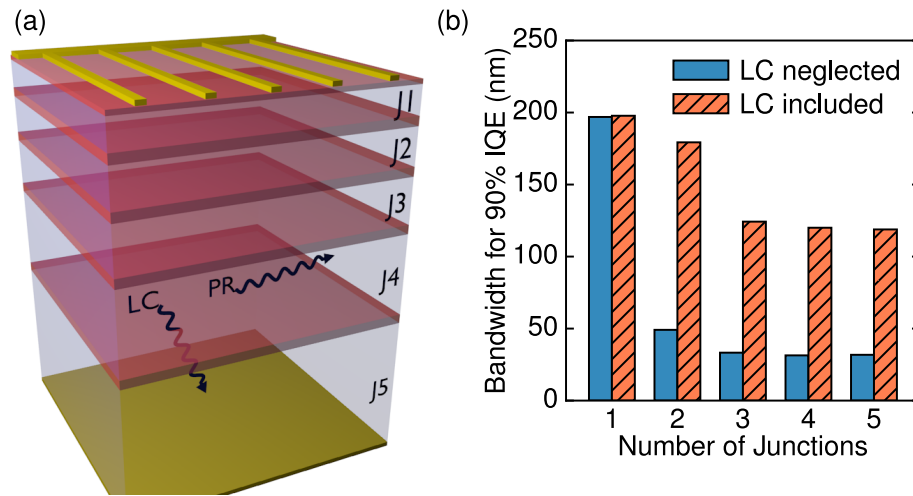 (a)
J1
J2
J3
J4
PR
LC
J5
(b)
Bandwidth for 90% IQE (nm)
250
200
150
100
50
0
LC neglected
LC included
1 2 3 4 5
Number of Junctions